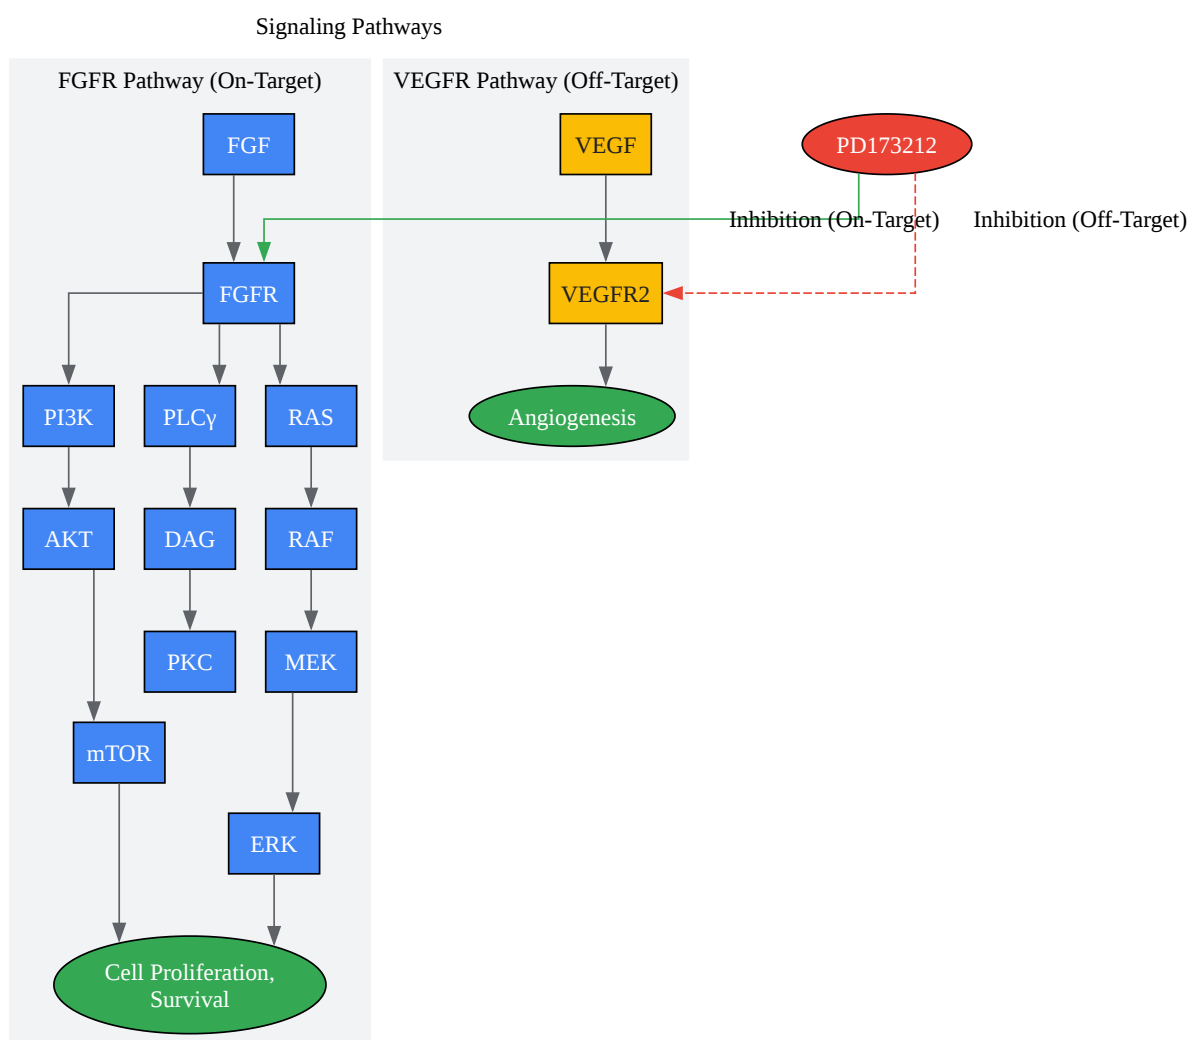 Signaling Pathways
FGFR Pathway (On-Target)
VEGFR Pathway (Off-Target)
FGF
VEGF
PD173212
Inhibition (On-Target)
Inhibition (Off-Target)
FGFR
VEGFR2
PI3K
PLCγ
RAS
Angiogenesis
AKT
DAG
RAF
PKC
MEK
mTOR
ERK
Cell Proliferation,
Survival